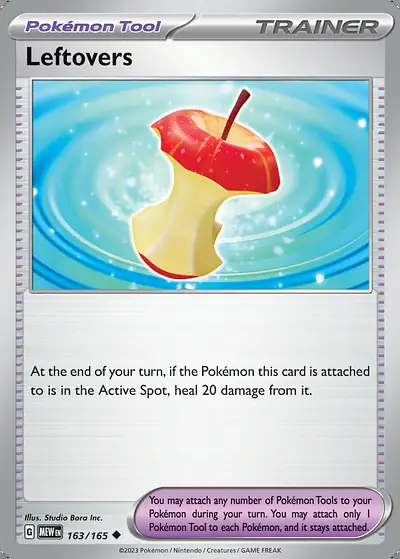 Pokémon Tool
TRAINER
Leftovers
At the end of your turn, if the Pokémon this card is attached
to is in the Active Spot, heal 20 damage from it.
Illus. Studio Bora Inc.
G MEW EN 163/165 ◆
You may attach any number of Pokémon Tools to your
Pokémon during your turn. You may attach only 1
Pokémon Tool to each Pokémon, and it stays attached.
©2023 Pokémon / Nintendo / Creatures / GAME FREAK